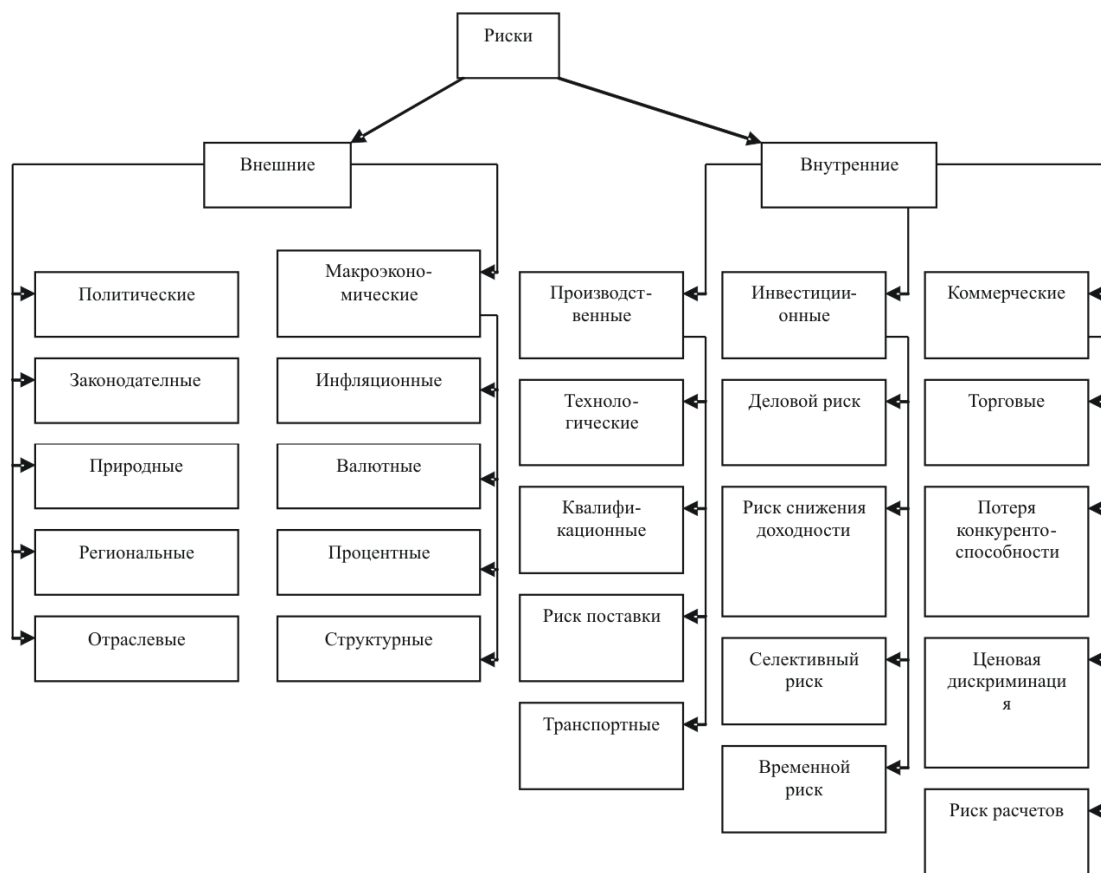 Риски
Внешние
Внутренние
Политические
Законодателные
Природные
Региональные
Отраслевые
Макроэконо-
мические
Инфляционные
Валютные
Процентные
Структурные
Производст-
венные
Техноло-
гические
Квалифи-
кационные
Риск поставки
Транспортные
Инвестици-
онные
Деловой риск
Риск снижения
доходности
Селективный
риск
Временной
риск
Коммерческие
Торговые
Потеря
конкуренто-
способности
Ценовая
дискриминаци
я
Риск расчетов